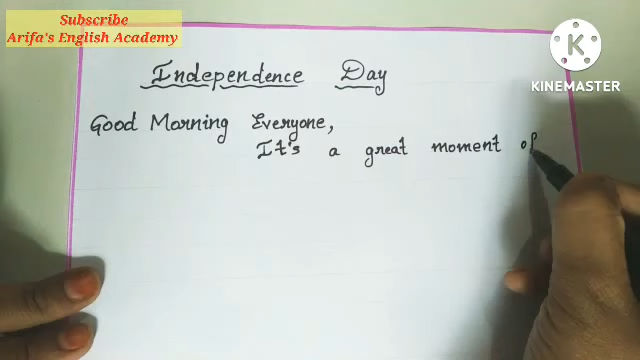 Subscribe
Arifa's English Academy
KINEMASTER
Independence Day
Good Morning Everyone,
It's a great moment of